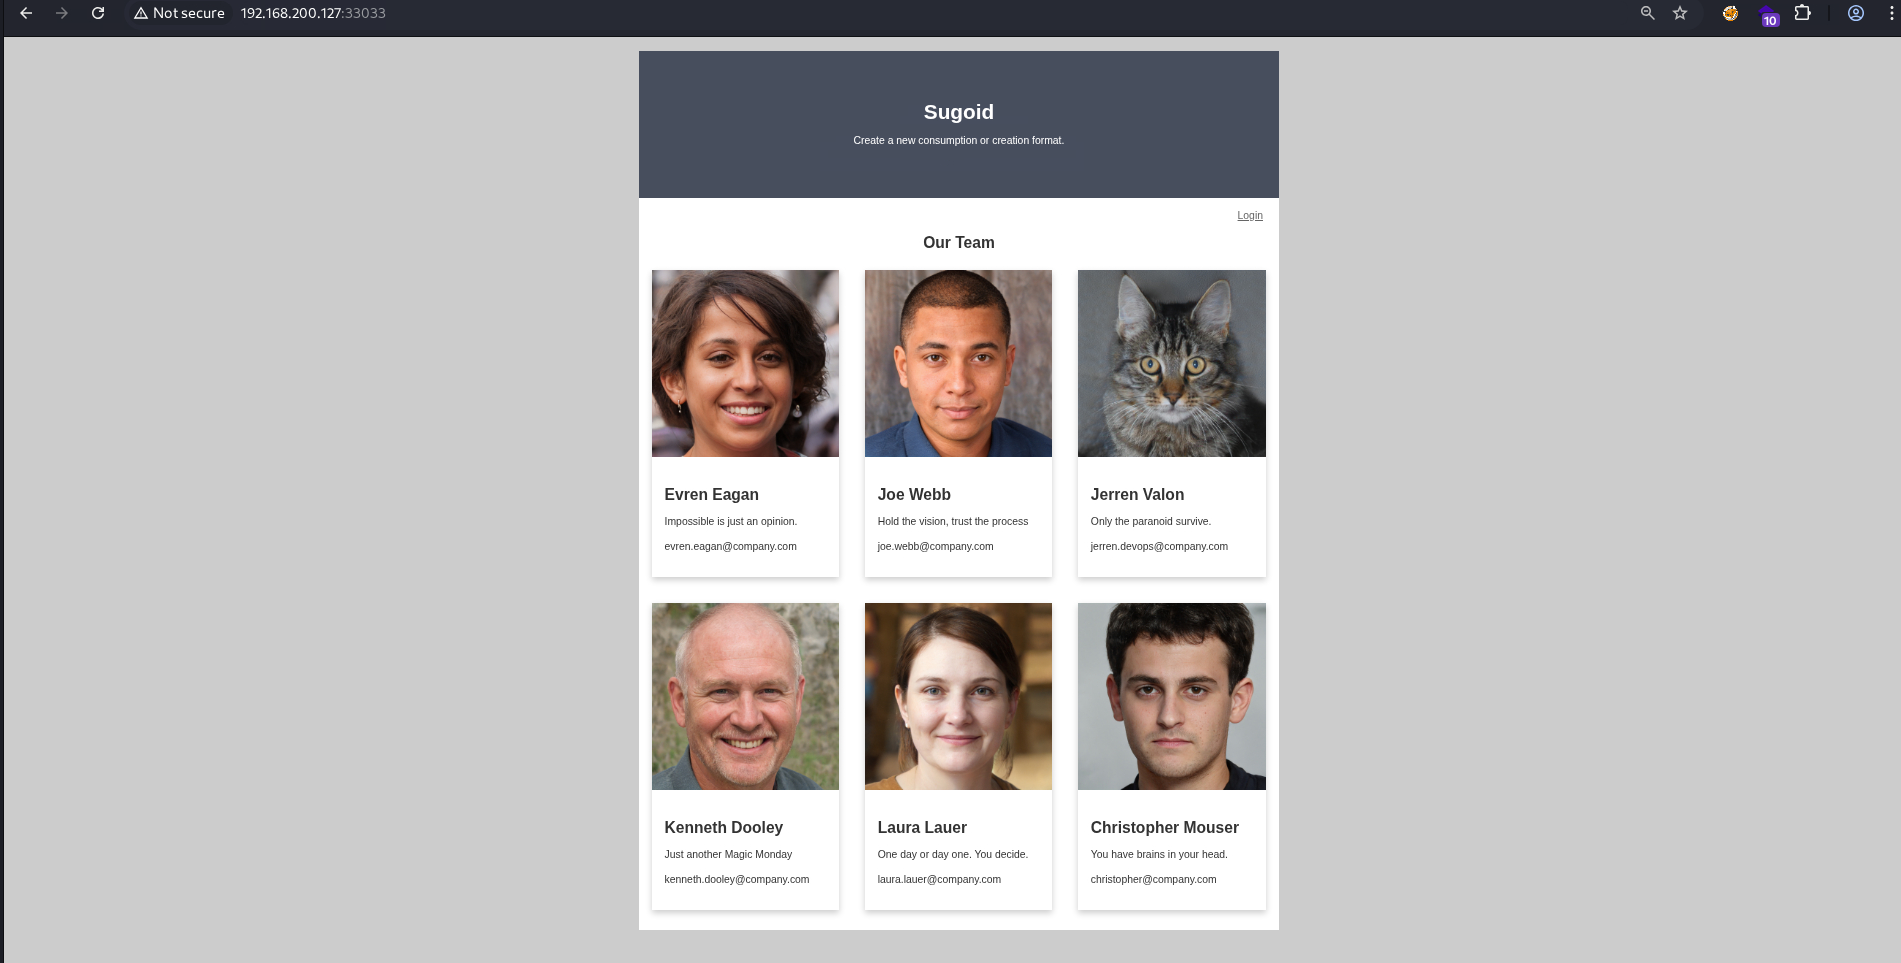 Not secure 192.168.200.127:33033
10
Sugoid
Create a new consumption or creation format.
Login
Our Team
Evren Eagan
Impossible is just an opinion.
evren.eagan@company.com
Joe Webb
Hold the vision, trust the process
joe.webb@company.com
Jerren Valon
Only the paranoid survive.
jerren.devops@company.com
Kenneth Dooley
Just another Magic Monday
kenneth.dooley@company.com
Laura Lauer
One day or day one. You decide.
laura.lauer@company.com
Christopher Mouser
You have brains in your head.
christopher@company.com